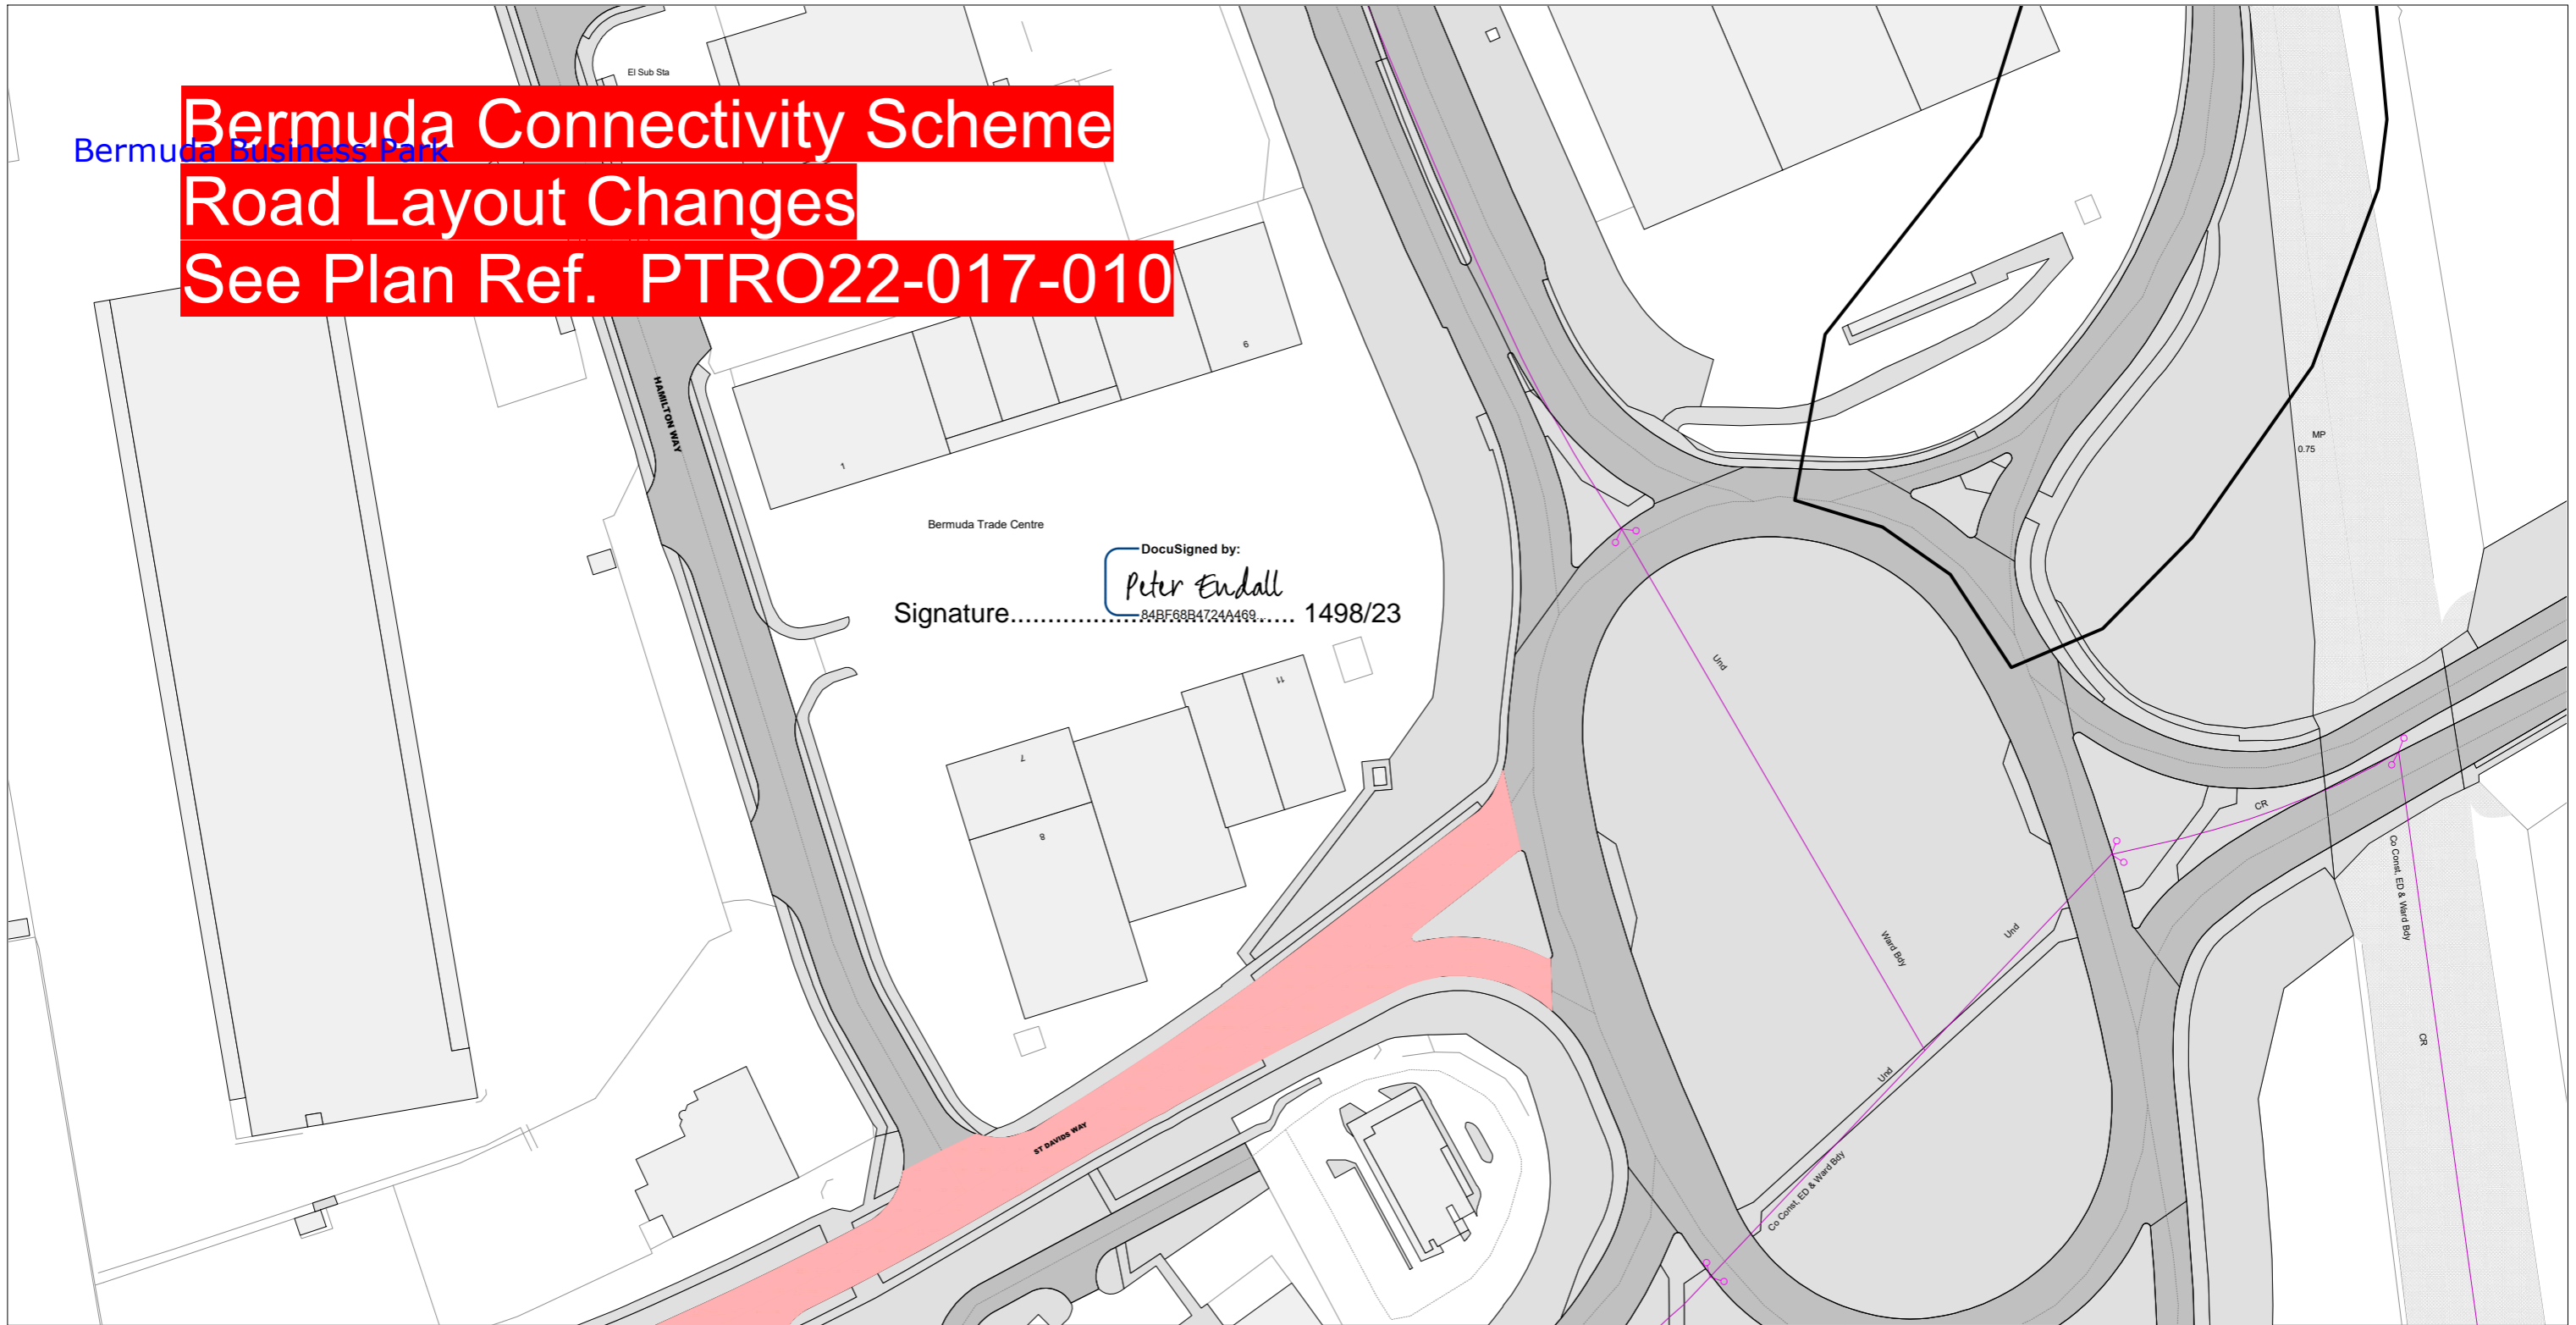 El Sub Sta
Bermuda Connectivity Scheme
Bermuda Business Park
Road Layout Changes
See Plan Ref. PTRO22-017-010
6
HAMILTON WAY
MP
0.75
1
Bermuda Trade Centre
DocuSigned by:
Peter Endall
84BF68B4724A469...
Signature..................................... 1498/23
Und
11
7
CR
8
Co Const, ED & Ward Bdy
Und
Ward Bdy
CR
Und
ST DAVIDS WAY
Co Const, ED & Ward Bdy